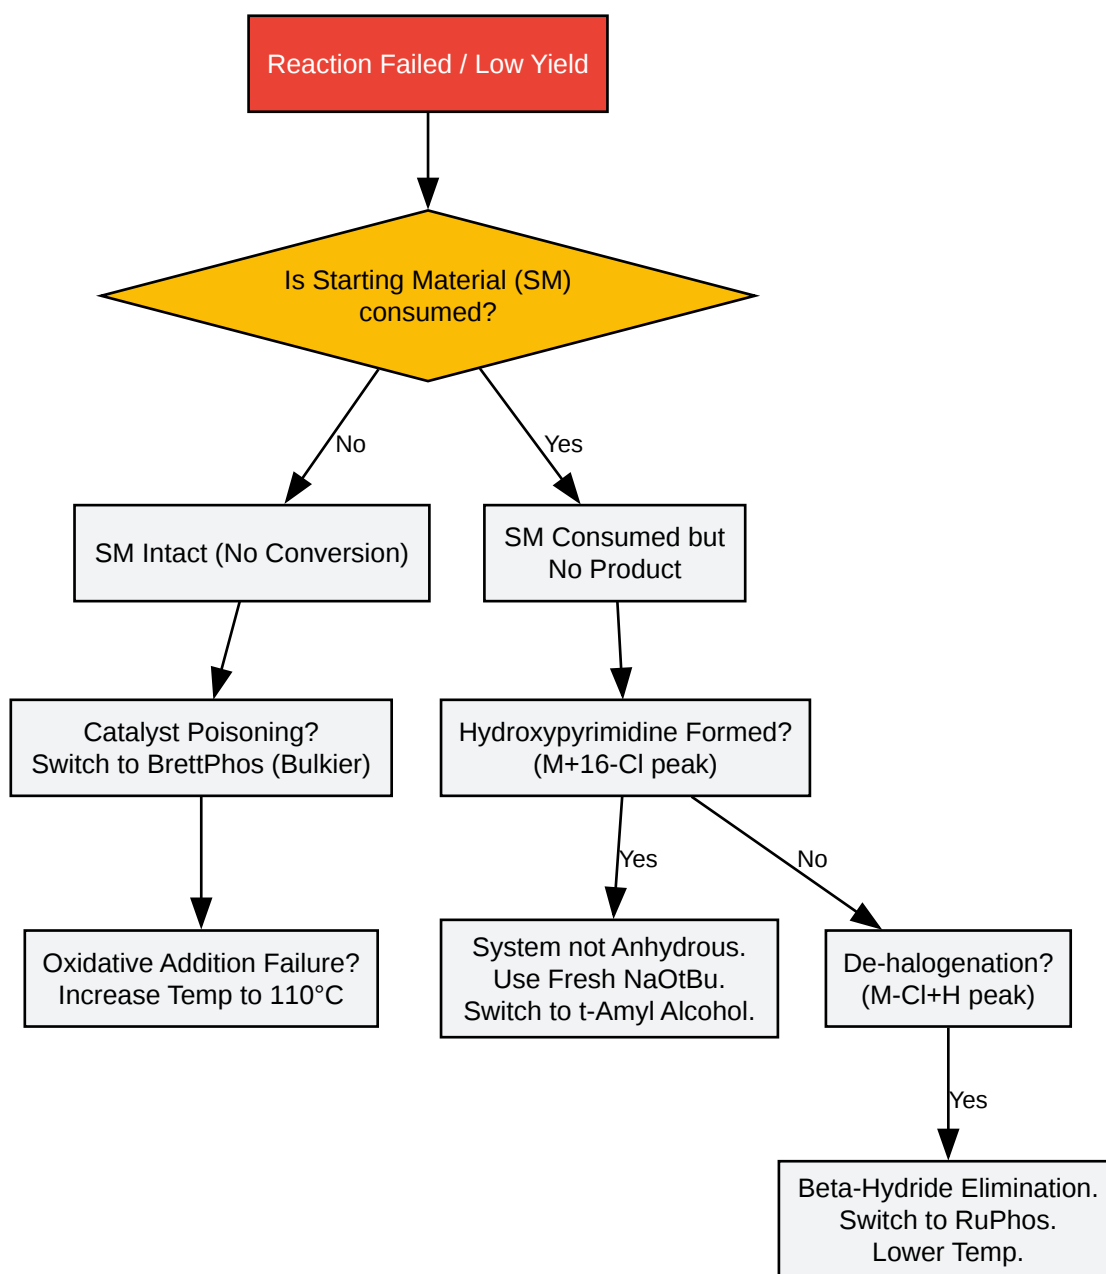 Reaction Failed / Low Yield
Is Starting Material (SM)
consumed?
No
Yes
SM Intact (No Conversion)
SM Consumed but
No Product
Catalyst Poisoning?
Switch to BrettPhos (Bulkier)
Hydroxypyrimidine Formed?
(M+16-Cl peak)
Yes
No
Oxidative Addition Failure?
Increase Temp to 110°C
System not Anhydrous.
Use Fresh NaOtBu.
Switch to t-Amyl Alcohol.
De-halogenation?
(M-Cl+H peak)
Yes
Beta-Hydride Elimination.
Switch to RuPhos.
Lower Temp.